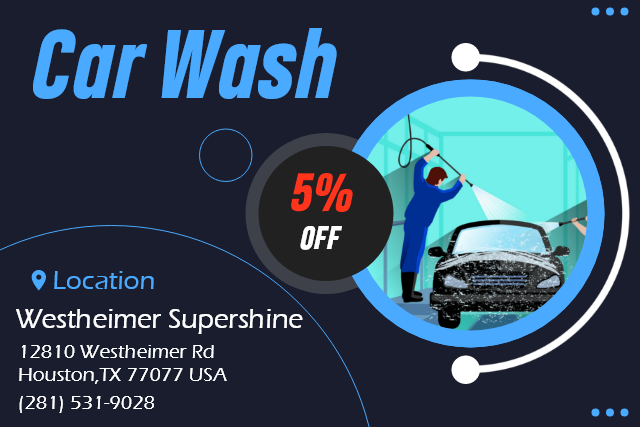 Car Wash
5%
OFF
Location
Westheimer Supershine
12810 Westheimer Rd
Houston,TX 77077 USA
(281) 531-9028